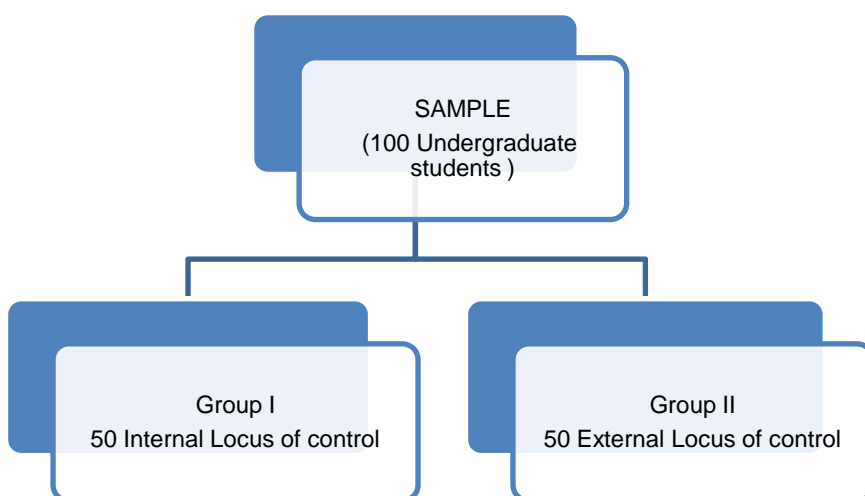 SAMPLE
(100 Undergraduate
students )
Group I
50 Internal Locus of control
Group II
50 External Locus of control